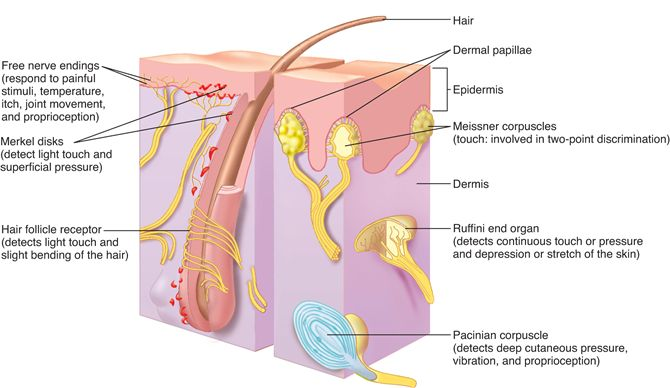 Hair
Dermal papillae
Epidermis
Meissner corpuscles
(touch: involved in two-point discrimination)
Dermis
Ruffini end organ
(detects continuous touch or pressure
and depression or stretch of the skin)
Pacinian corpuscle
(detects deep cutaneous pressure,
vibration, and proprioception)
Free nerve endings
(respond to painful
stimuli, temperature,
itch, joint movement,
and proprioception)
Merkel disks
(detect light touch and
superficial pressure)
Hair follicle receptor
(detects light touch and
slight bending of the hair)